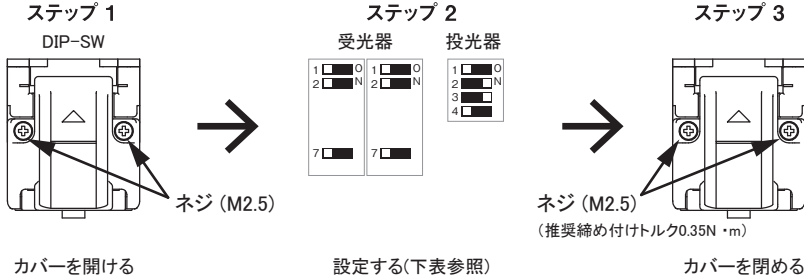 ステップ 1
DIP-SW
ネジ (M2.5)
カバーを開ける
ステップ 2
受光器
投光器
1 O 1 O
2 N 2 N
7 7
1 O
2 N
3
4
設定する(下表参照)
ステップ 3
ネジ (M2.5)
(推奨締め付けトルク0.35N・m)
カバーを閉める